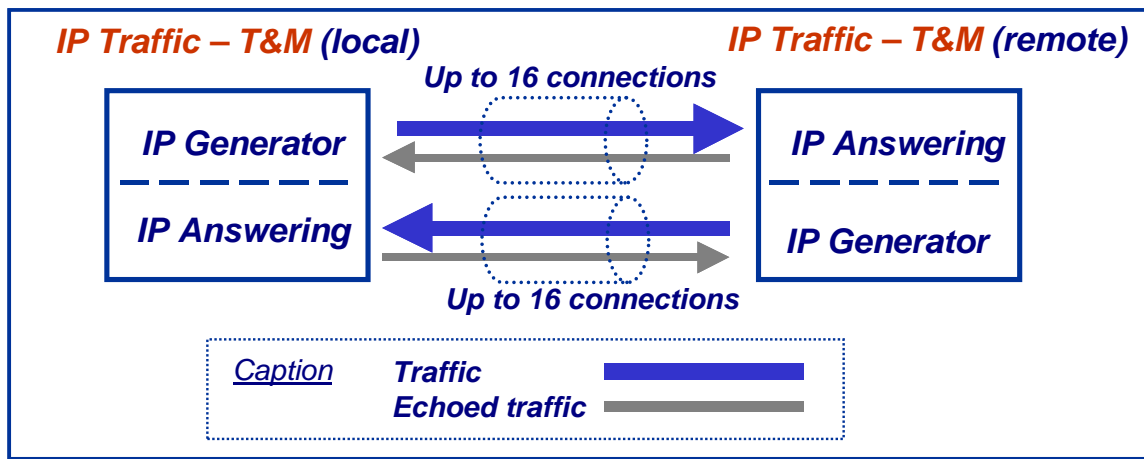 IP Traffic – T&M (local)
IP Traffic – T&M (remote)
Up to 16 connections
IP Generator
IP Answering
IP Answering
IP Generator
Up to 16 connections
Caption
Traffic
Echoed traffic